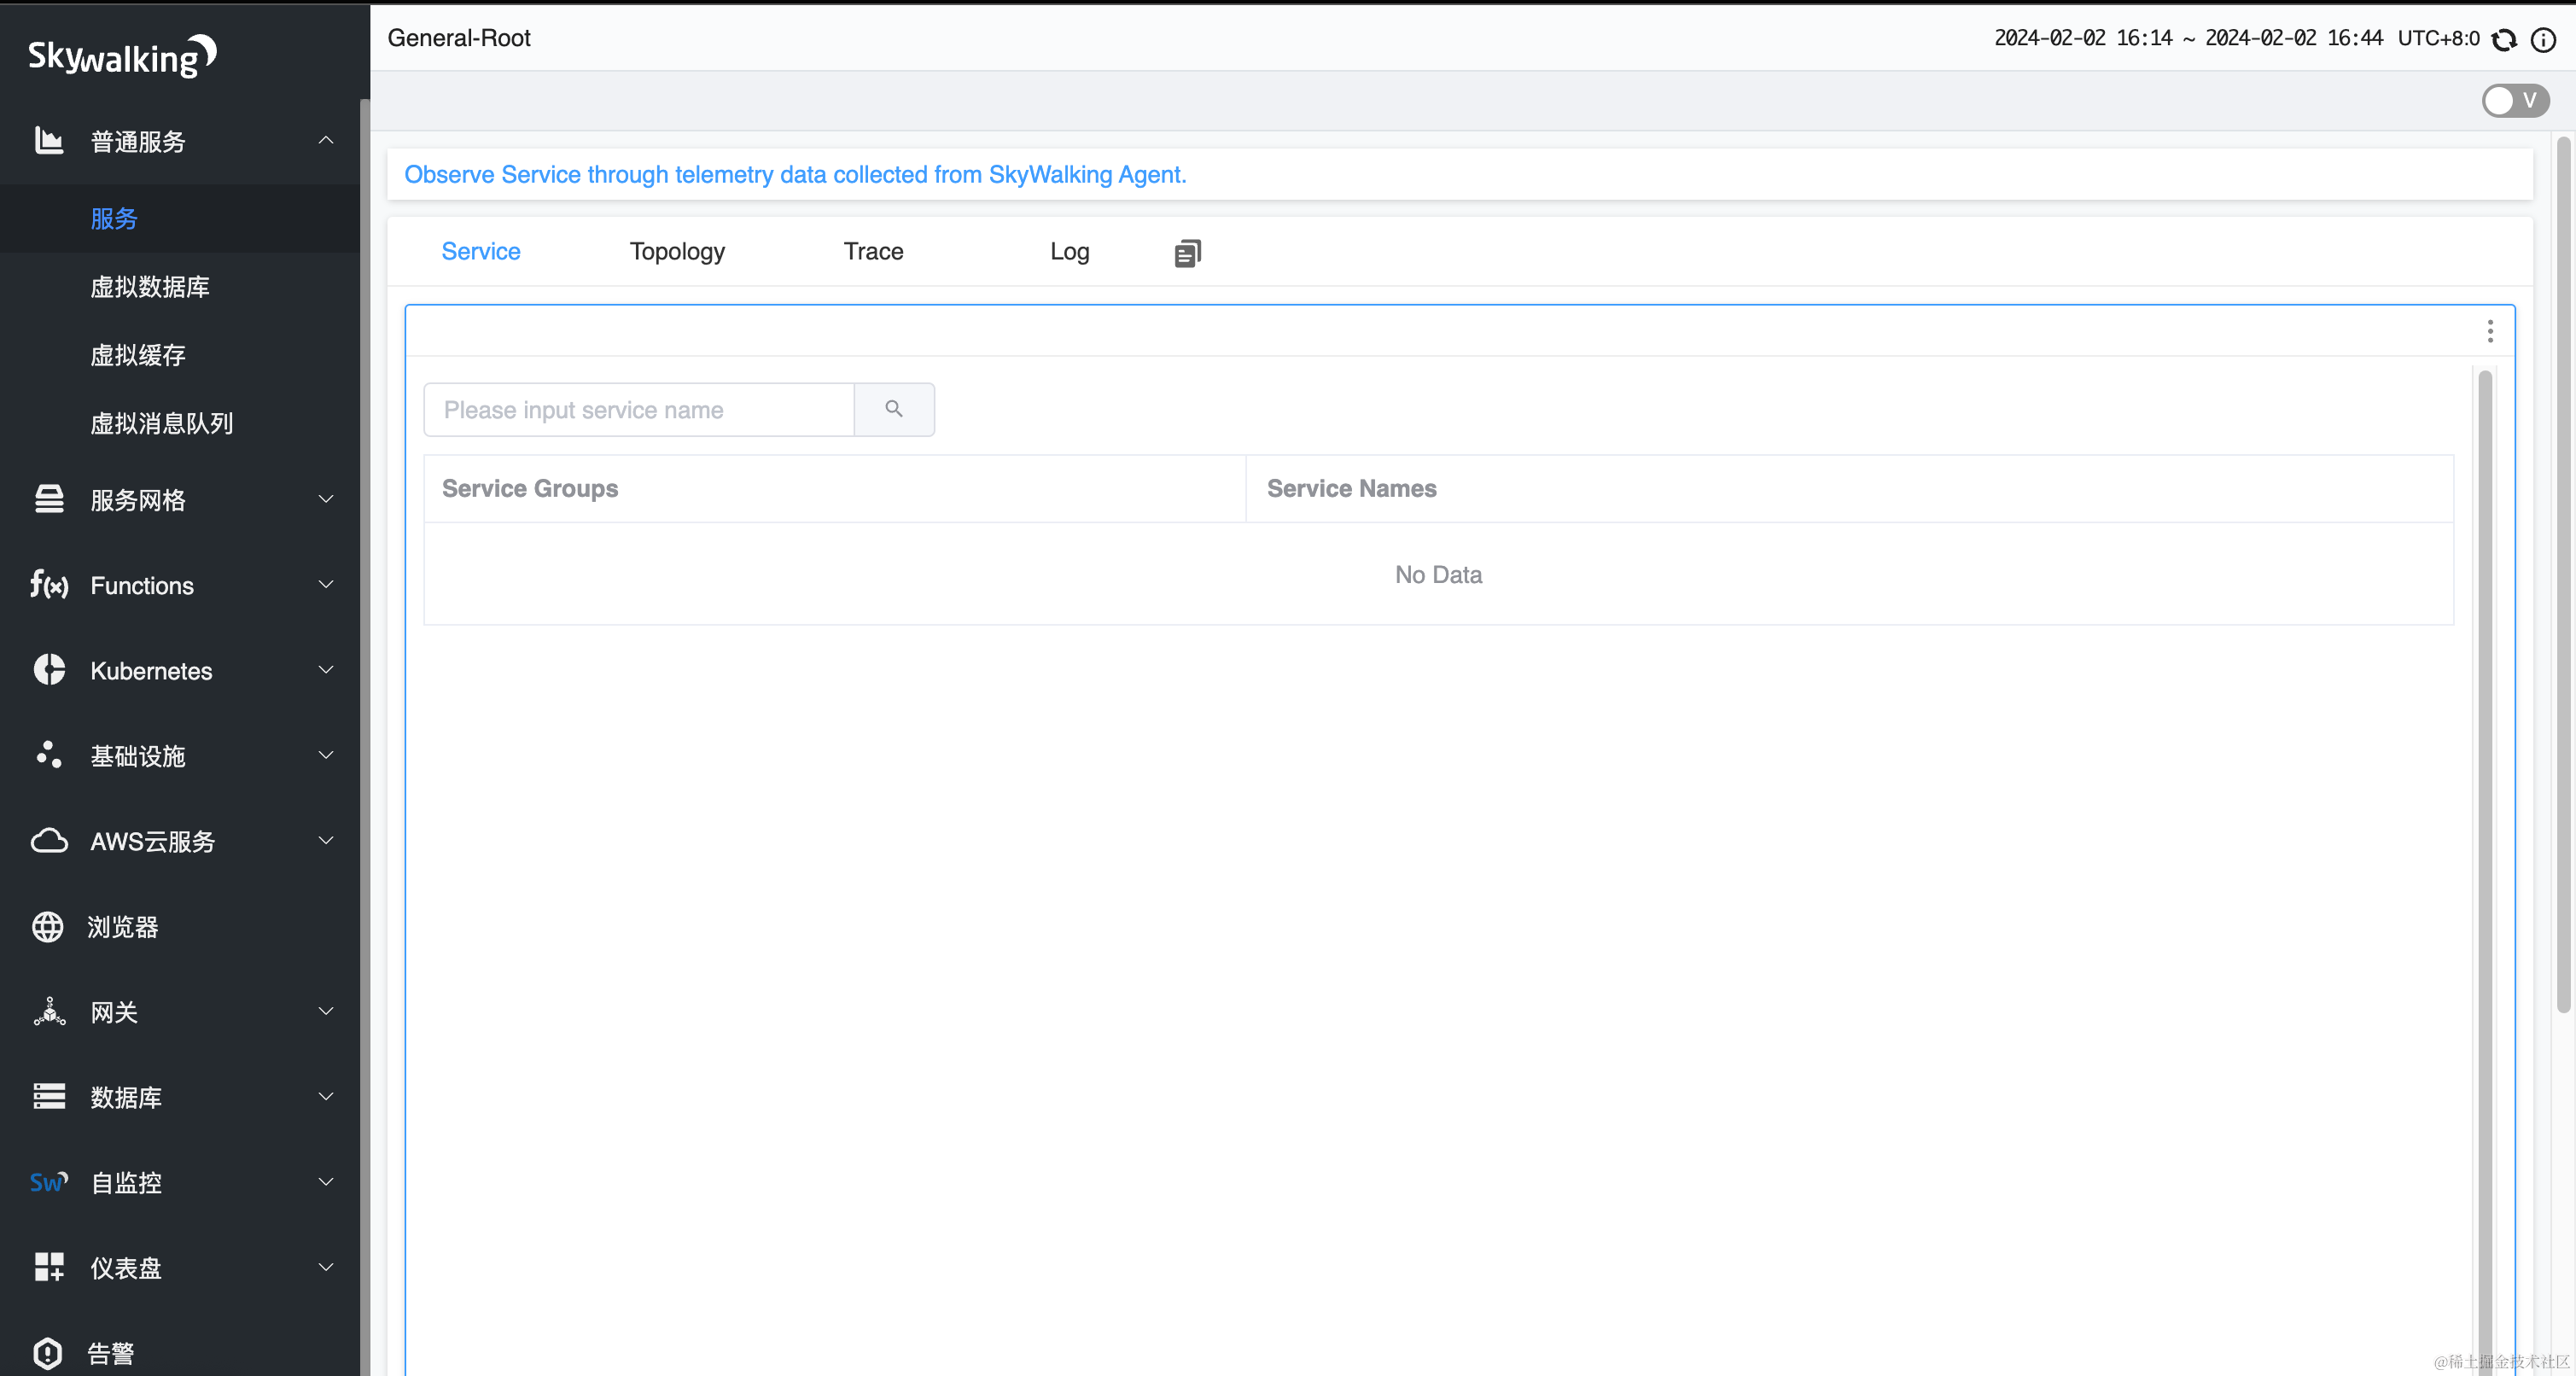 Skywalking
General-Root
2024-02-02 16:14 ~ 2024-02-02 16:44 UTC+8:0
V
普通服务
服务
虚拟数据库
虚拟缓存
虚拟消息队列
服务网格
f(x) Functions
Kubernetes
基础设施
AWS云服务
浏览器
网关
数据库
Sw 自监控
仪表盘
告警
Observe Service through telemetry data collected from SkyWalking Agent.
Service Topology Trace Log
Please input service name
Service Groups Service Names
No Data
@稀土掘金技术社区